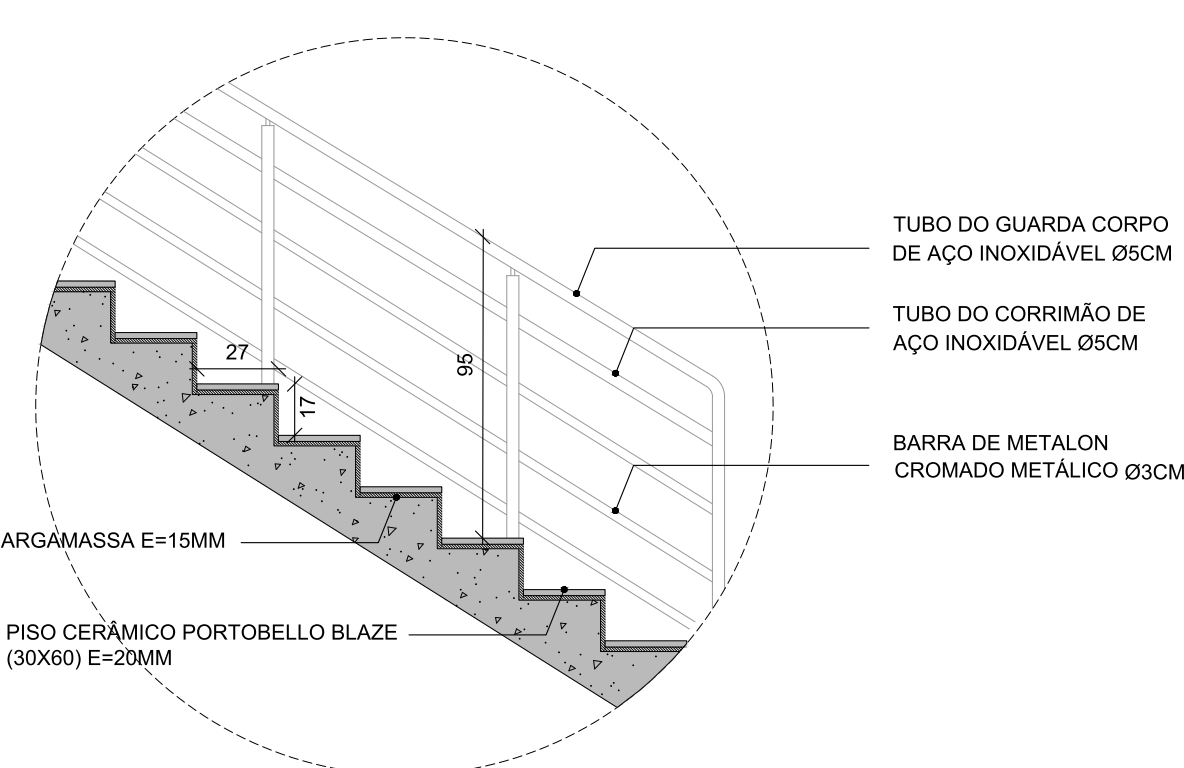 TUBO DO GUARDA CORPO
DE AÇO INOXIDÁVEL Ø5CM
TUBO DO CORRIMÃO DE
AÇO INOXIDÁVEL Ø5CM
27
95
17
BARRA DE METALON
CROMADO METÁLICO Ø3CM
ARGAMASSA E=15MM
PISO CERÂMICO PORTOBELLO BLAZE
(30X60) E=20MM